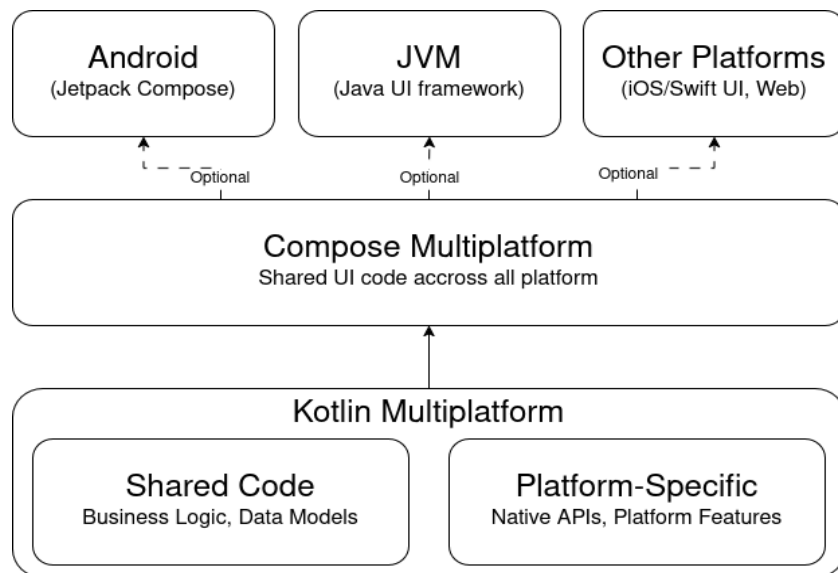 Android
(Jetpack Compose)
JVM
(Java UI framework)
Other Platforms
(iOS/Swift UI, Web)
Optional
Optional
Optional
Compose Multiplatform
Shared UI code accross all platform
Kotlin Multiplatform
Shared Code
Business Logic, Data Models
Platform-Specific
Native APIs, Platform Features